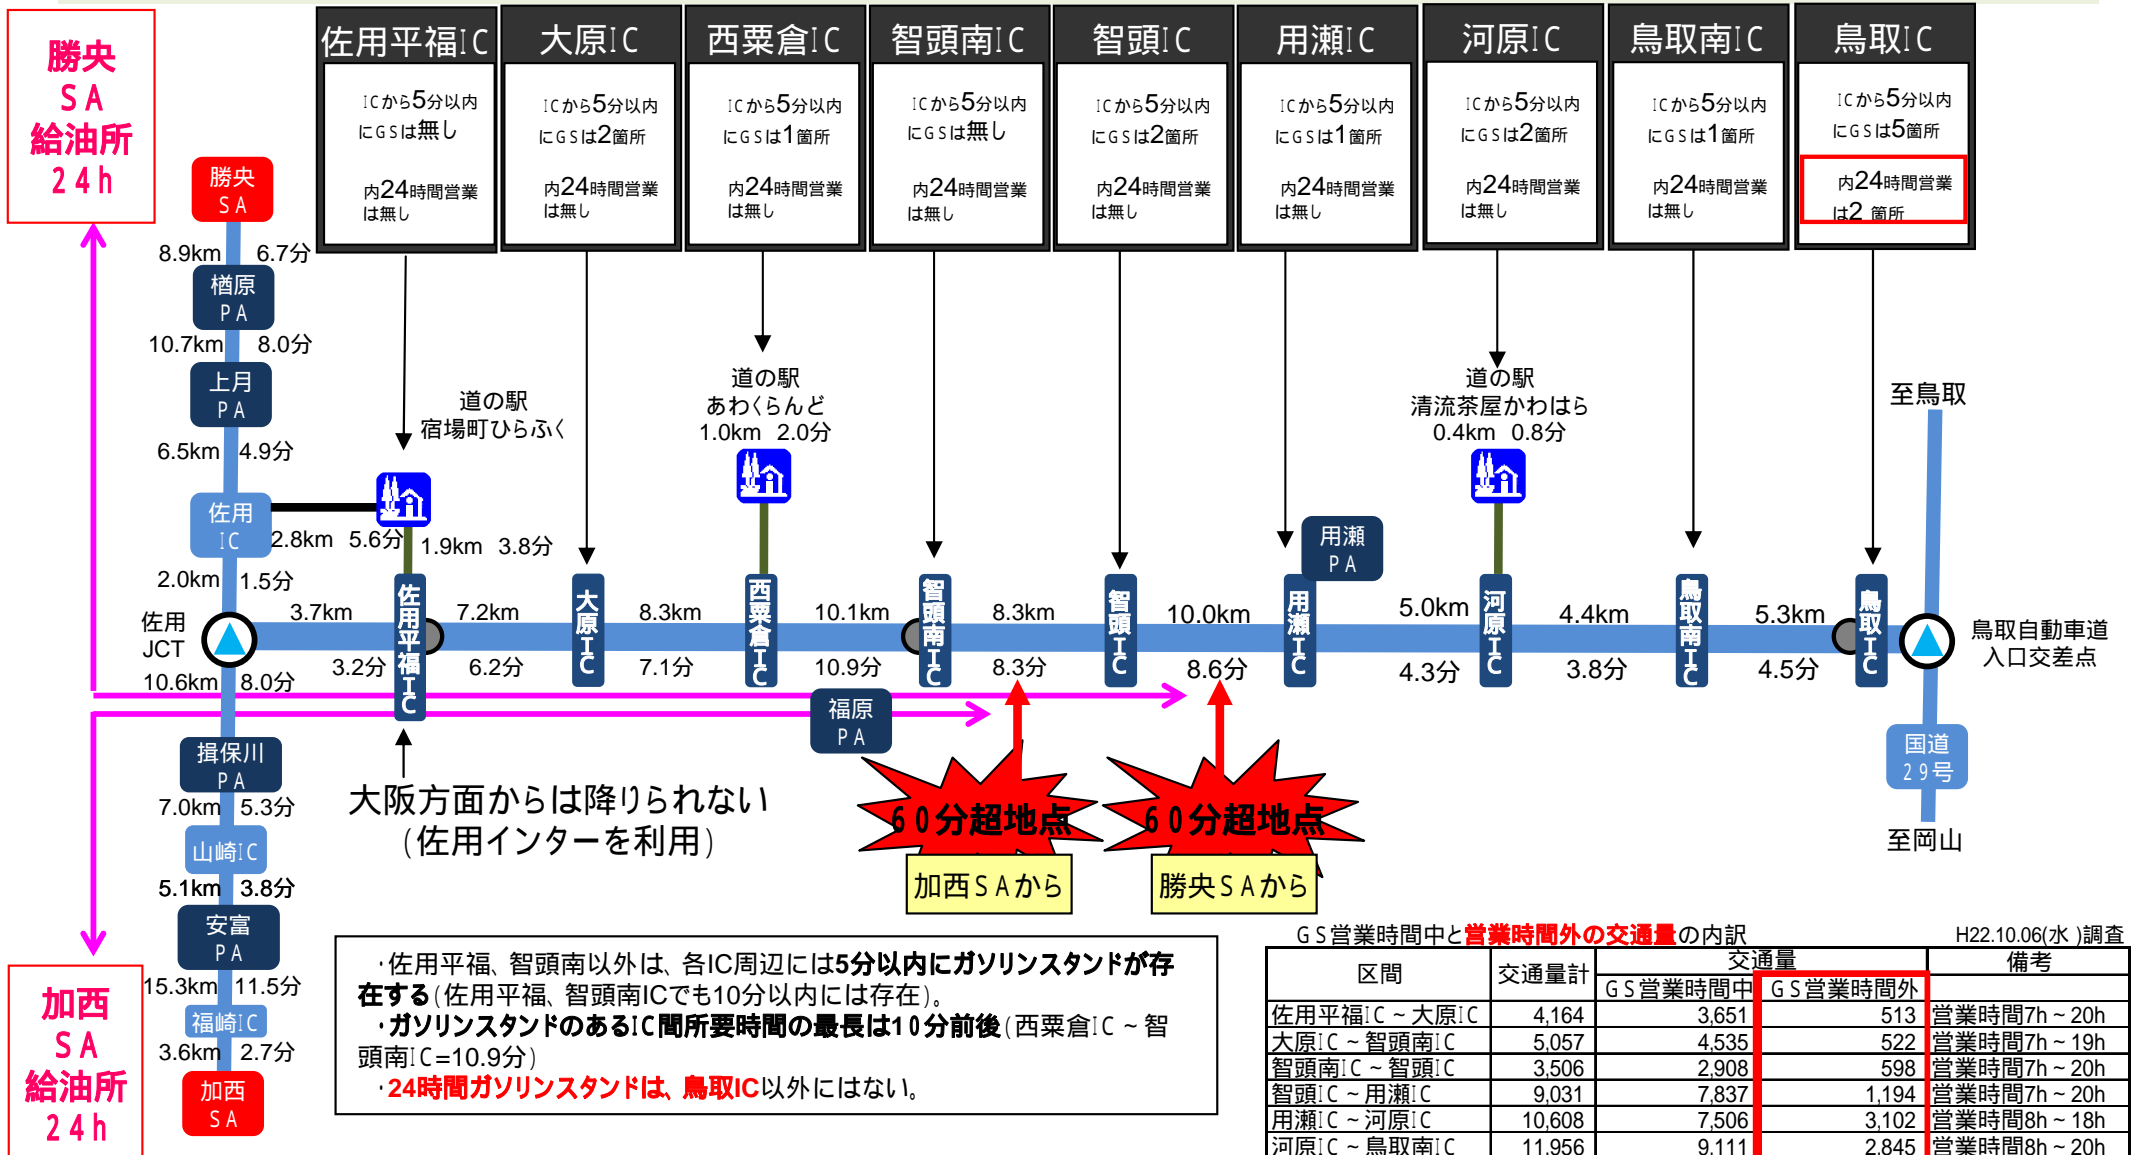 勝央
SA
給油所
24h
佐用平福IC
ICから5分以内
にGSは無し
内24時間営業
は無し
大原IC
ICから5分以内
にGSは2箇所
内24時間営業
は無し
西粟倉IC
ICから5分以内
にGSは1箇所
内24時間営業
は無し
智頭南IC
ICから5分以内
にGSは無し
内24時間営業
は無し
智頭IC
ICから5分以内
にGSは2箇所
内24時間営業
は無し
用瀬IC
ICから5分以内
にGSは1箇所
内24時間営業
は無し
河原IC
ICから5分以内
にGSは2箇所
内24時間営業
は無し
鳥取南IC
ICから5分以内
にGSは1箇所
内24時間営業
は無し
鳥取IC
ICから5分以内
にGSは5箇所
内24時間営業
は2 箇所
勝央
SA
8.9km 6.7分
楢原
PA
10.7km 8.0分
上月
PA
6.5km 4.9分
佐用
IC
2.8km 5.6分
2.0km 1.5分
佐用
JCT
10.6km 8.0分
揖保川
PA
7.0km 5.3分
山崎IC
5.1km 3.8分
安富
PA
15.3km 11.5分
福崎IC
3.6km 2.7分
加西
SA
加西
SA
給油所
24h
道の駅
宿場町ひらふく
1.9km 3.8分
道の駅
あわくらんど
1.0km 2.0分
道の駅
清流茶屋かわはら
0.4km 0.8分
用瀬
PA
至鳥取
3.7km
佐用平福IC
7.2km
大原IC
8.3km
西粟倉IC
10.1km
智頭南IC
8.3km
智頭IC
10.0km
用瀬IC
5.0km
河原IC
4.4km
鳥取南IC
5.3km
鳥取IC
3.2分
6.2分
7.1分
10.9分
8.3分
8.6分
4.3分
3.8分
4.5分
鳥取自動車道
入口交差点
福原
PA
国道
29号
至岡山
大阪方面からは降りられない
(佐用インターを利用)
60分超地点
加西SAから
60分超地点
勝央SAから
・佐用平福、智頭南以外は、各IC周辺には5分以内にガソリンスタンドが存
在する(佐用平福、智頭南ICでも10分以内には存在)。
・ガソリンスタンドのあるIC間所要時間の最長は10分前後(西粟倉IC~智
頭南IC=10.9分)
・24時間ガソリンスタンドは、鳥取IC以外にはない。
GS営業時間中と営業時間外の交通量の内訳 H22.10.06(水)調査
区間 交通量計 交通量 備考
GS営業時間中 GS営業時間外
佐用平福IC~大原IC 4,164 3,651 513 営業時間7h~20h
大原IC~智頭南IC 5,057 4,535 522 営業時間7h~19h
智頭南IC~智頭IC 3,506 2,908 598 営業時間7h~20h
智頭IC~用瀬IC 9,031 7,837 1,194 営業時間7h~20h
用瀬IC~河原IC 10,608 7,506 3,102 営業時間8h~18h
河原IC~鳥取南IC 11,956 9,111 2,845 営業時間8h~20h